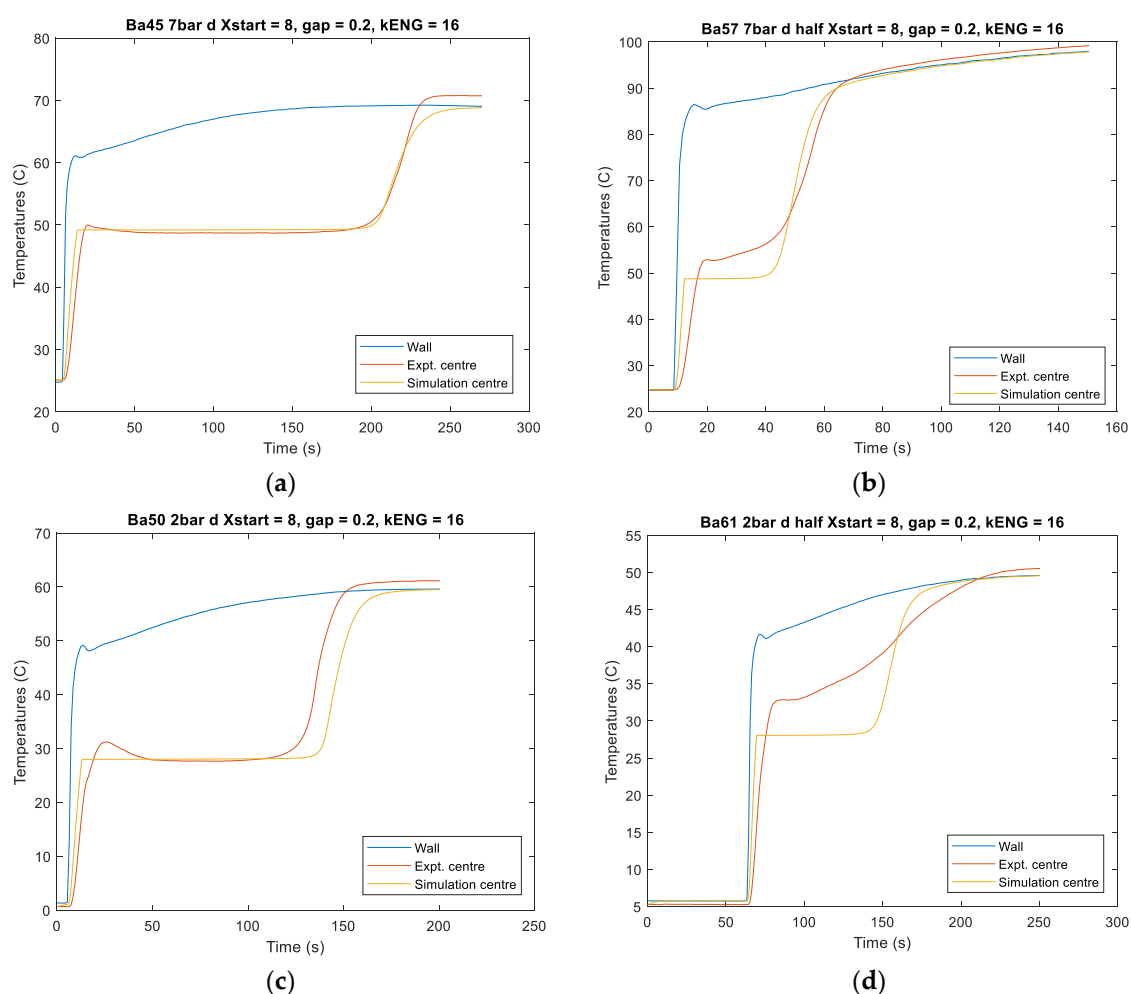 Ba45 7bar d Xstart = 8, gap = 0.2, kENG = 16
80
70
60
50
40
30
20
Temperatures (C)
0
50
100
150
200
250
300
Time (s)
Wall
Expt. centre
Simulation centre
(a)
Ba57 7bar d half Xstart = 8, gap = 0.2, kENG = 16
100
90
80
70
60
50
40
30
20
Temperatures (C)
0
20
40
60
80
100
120
140
160
Time (s)
Wall
Expt. centre
Simulation centre
(b)
Ba50 2bar d Xstart = 8, gap = 0.2, kENG = 16
70
60
50
40
30
20
10
0
Temperatures (C)
0
50
100
150
200
250
Time (s)
Wall
Expt. centre
Simulation centre
(c)
Ba61 2bar d half Xstart = 8, gap = 0.2, kENG = 16
55
50
45
40
35
30
25
20
15
10
5
Temperatures (C)
0
50
100
150
200
250
300
Time (s)
Wall
Expt. centre
Simulation centre
(d)